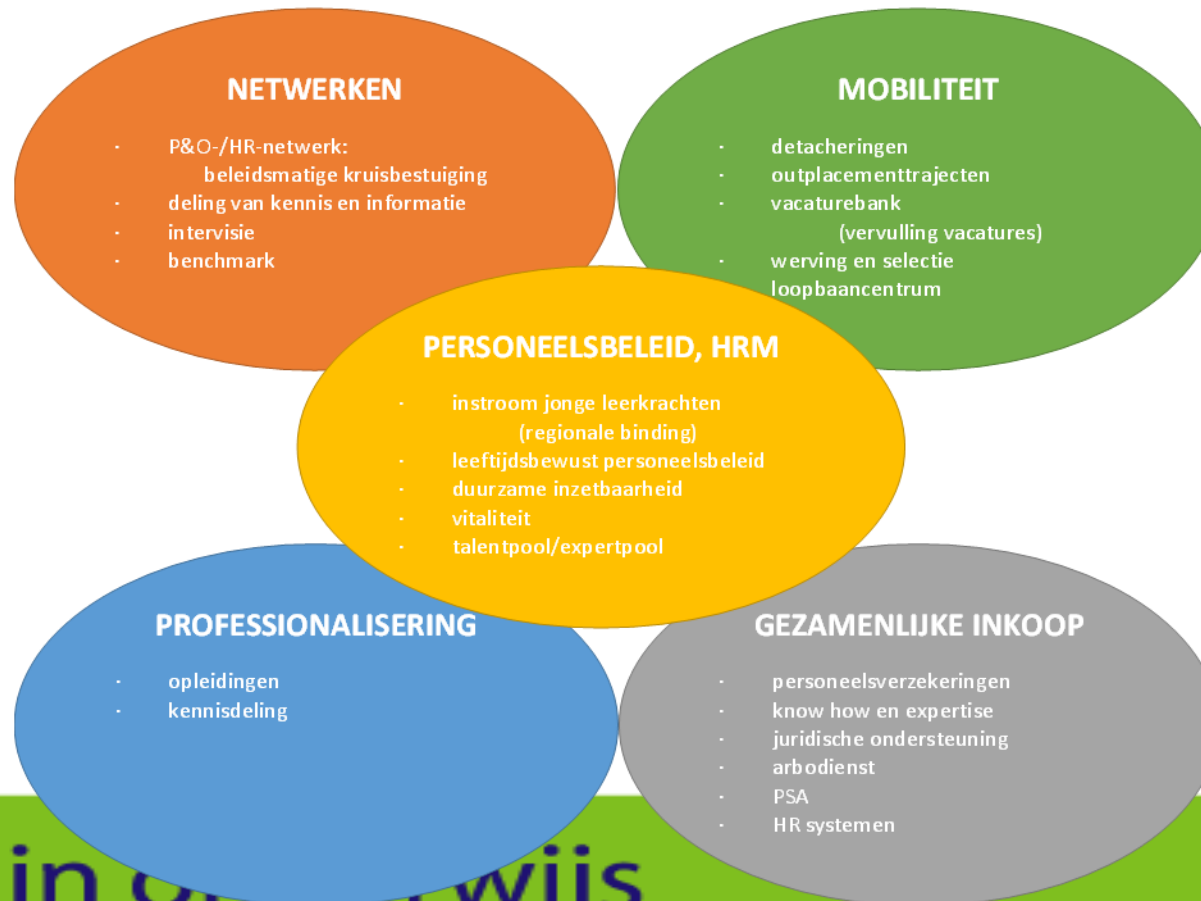 NETWERKEN
· P&O-/HR-netwerk:
beleidsmatige kruisbestuiging
· deling van kennis en informatie
· intervisie
· benchmark
MOBILITEIT
· detacheringen
· outplacementtrajecten
· vacaturebank
(vervulling vacatures)
· werving en selectie
loopbaancentrum
PERSONEELSBELEID, HRM
· instroom jonge leerkrachten
(regionale binding)
· leeftijdsbewust personeelsbeleid
· duurzame inzetbaarheid
· vitaliteit
· talentpool/expertpool
PROFESSIONALISERING
· opleidingen
· kennisdeling
GEZAMENLIJKE INKOOP
· personeelsverzekeringen
· know how en expertise
· juridische ondersteuning
· arbodienst
· PSA
· HR systemen
in